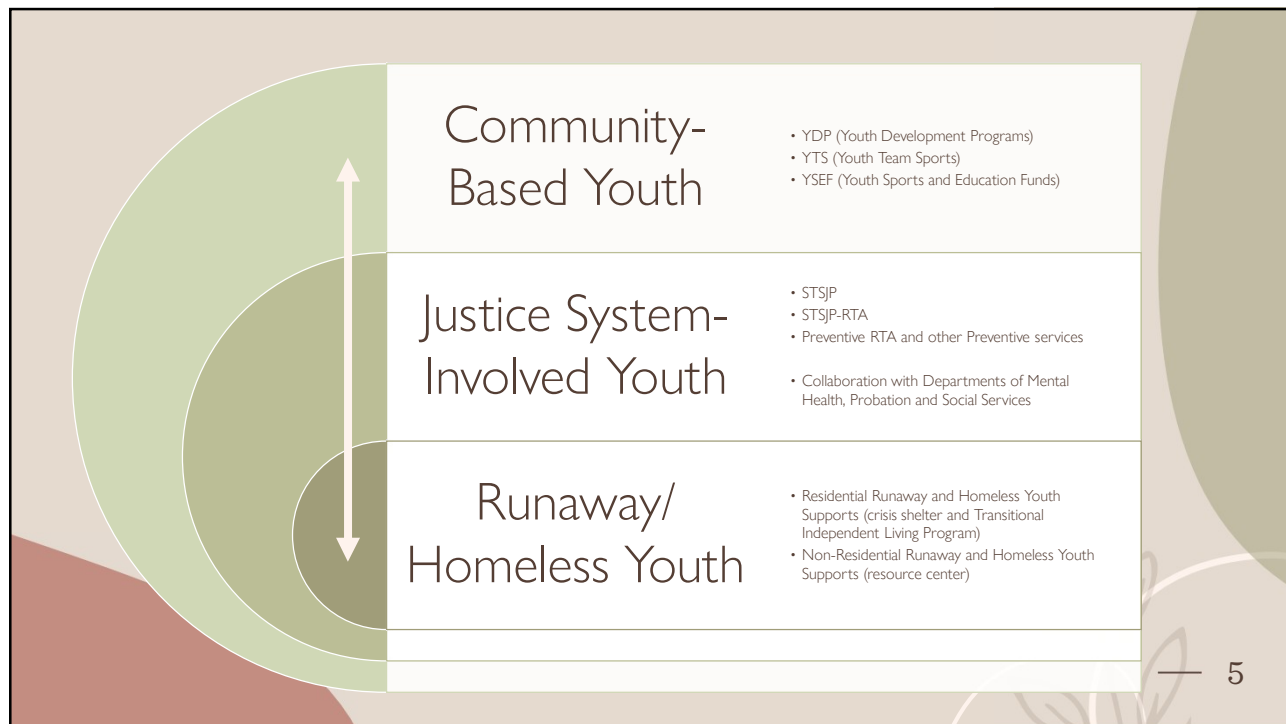 Community-
Based Youth
• YDP (Youth Development Programs)
• YTS (Youth Team Sports)
• YSEF (Youth Sports and Education Funds)
Justice System-
Involved Youth
• STSJP
• STSJP-RTA
• Preventive RTA and other Preventive services
• Collaboration with Departments of Mental
Health, Probation and Social Services
Runaway/
Homeless Youth
• Residential Runaway and Homeless Youth
Supports (crisis shelter and Transitional
Independent Living Program)
• Non-Residential Runaway and Homeless Youth
Supports (resource center)
5